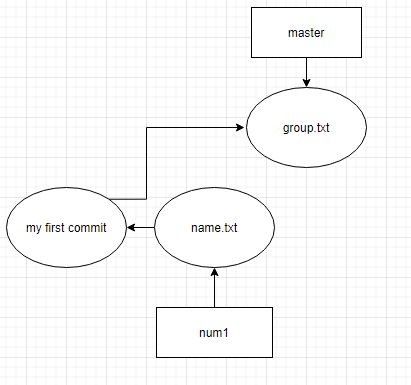 master
group.txt
my first commit
name.txt
num1